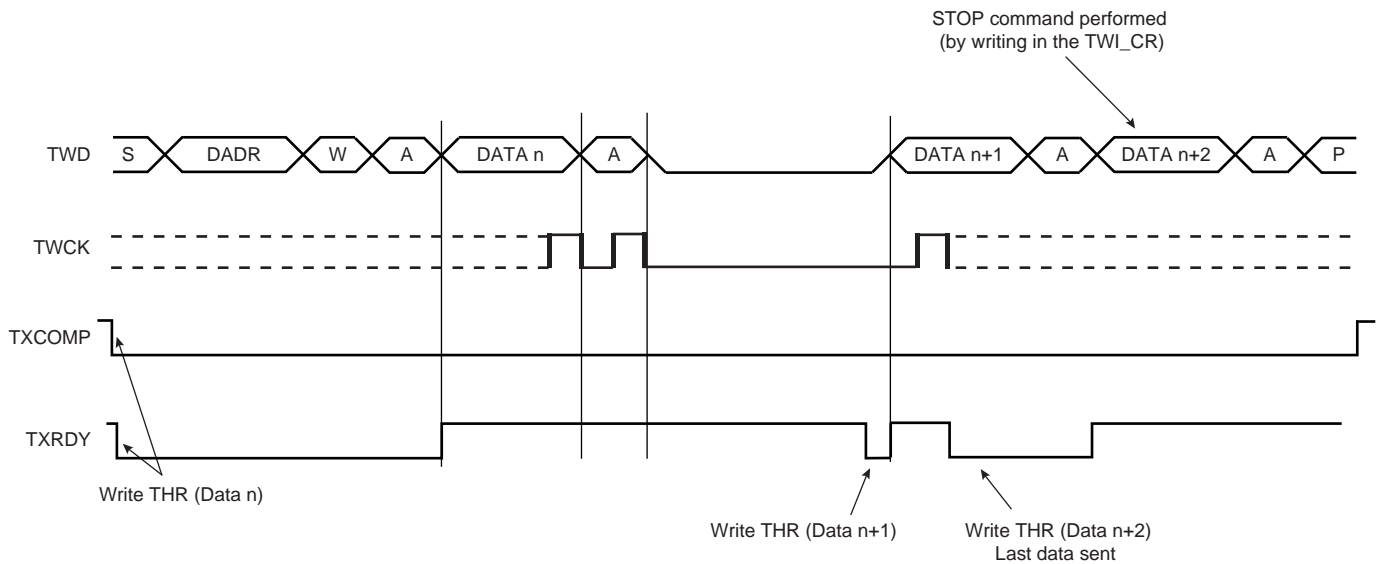 STOP command performed
(by writing in the TWI_CR)
TWD S DADR W A DATA n A DATA n+1 A DATA n+2 A P
TWCK
TXCOMP
TXRDY
Write THR (Data n)
Write THR (Data n+1) Write THR (Data n+2)
Last data sent